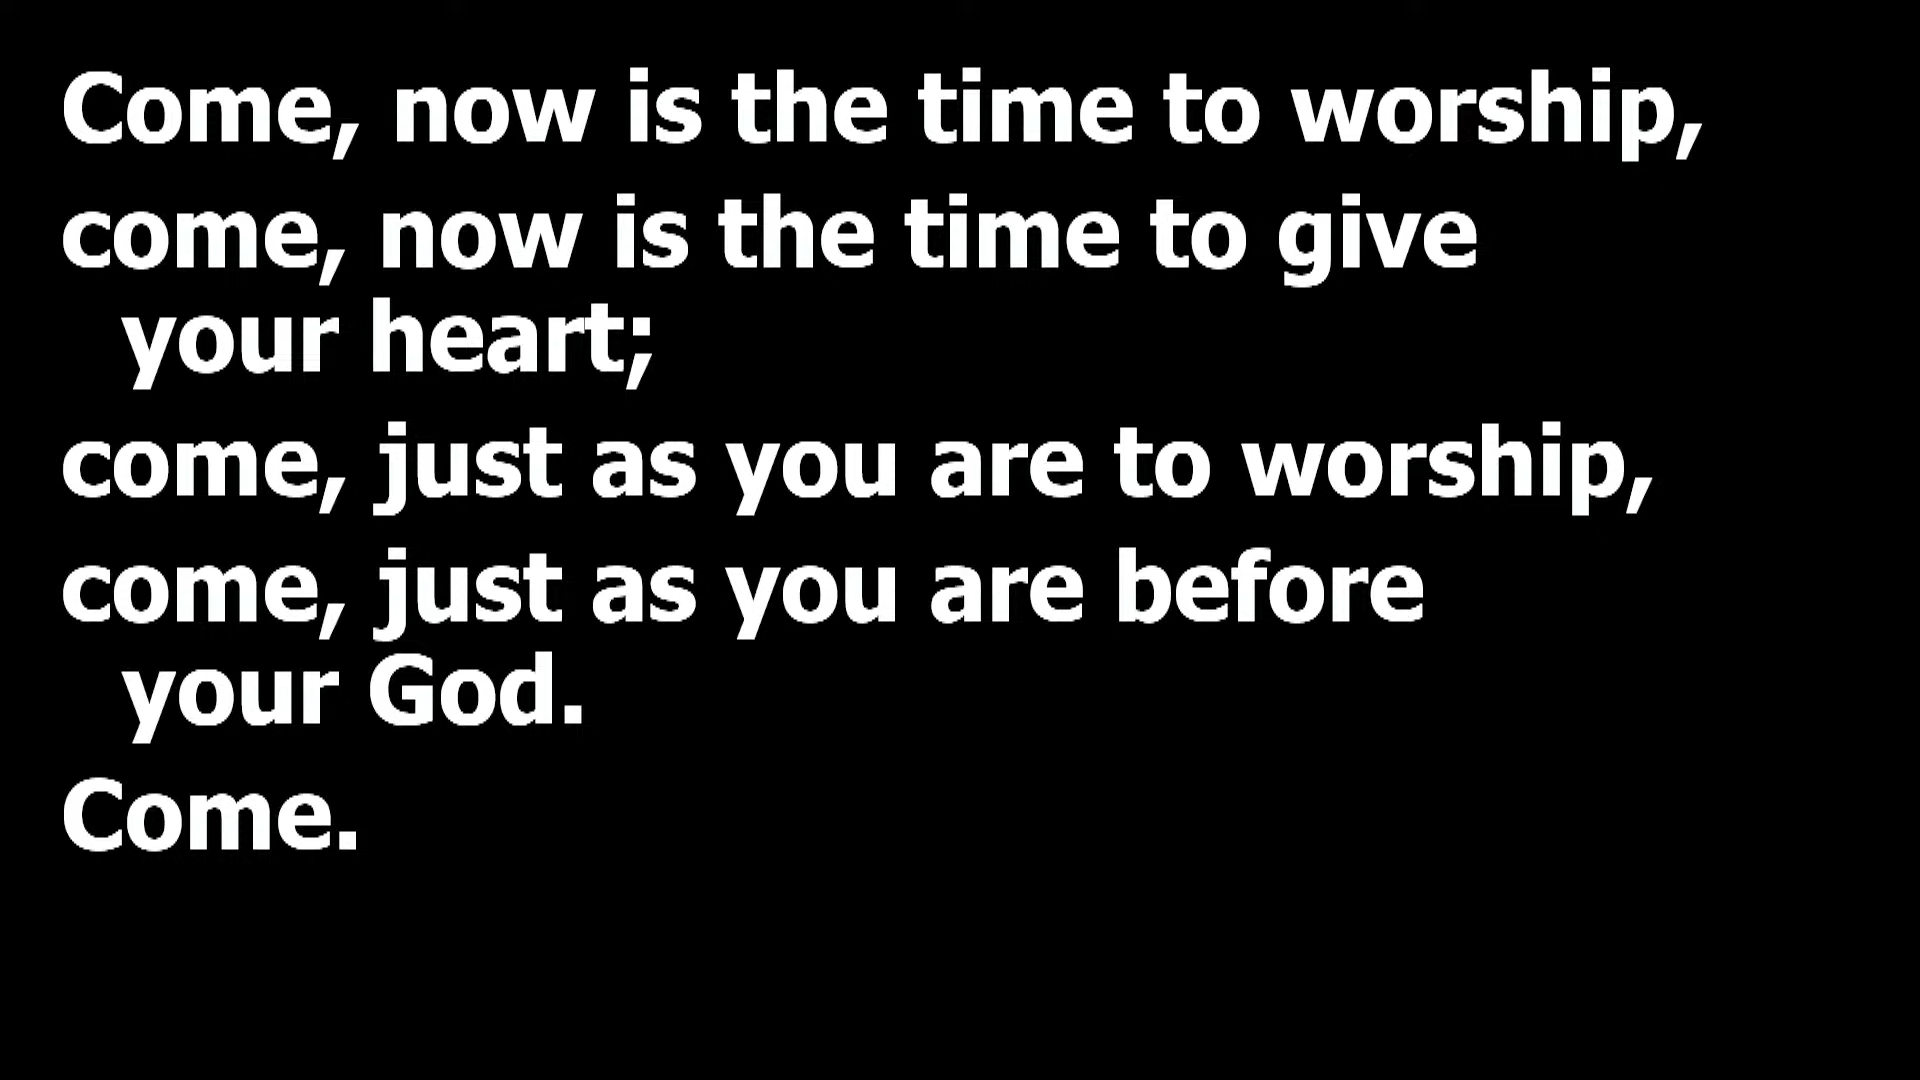 Come, now is the time to worship,
come, now is the time to give
your heart;
come, just as you are to worship,
come, just as you are before
your God.
Come.